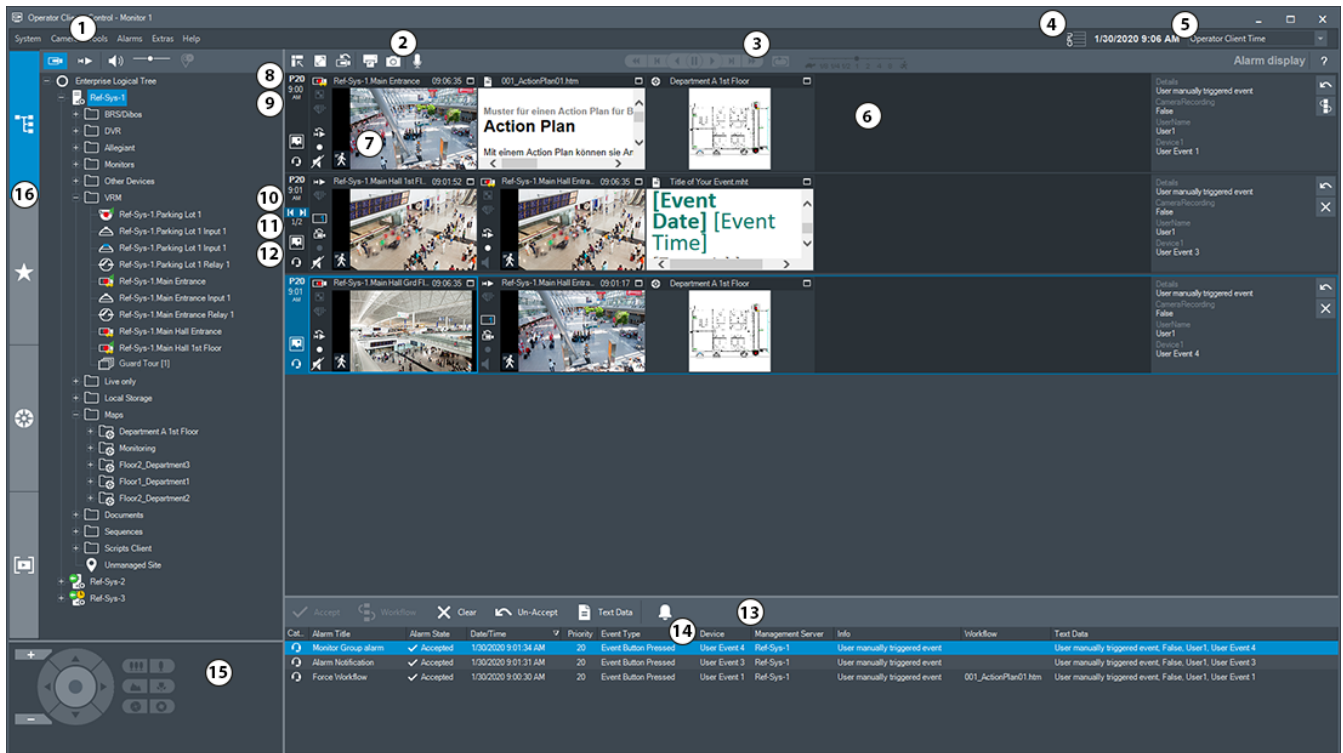 Operator Client Control - Monitor 1
System Camera Tools Alarms Extras Help
1
2
3
4
5
1/30/2020 9:06 AM Operator Client Time
Alarm display ?
Enterprise Logical Tree
Ref-Sys-1
BRS/Dibos
DVR
Allegiant
Monitors
Other Devices
VRM
Ref-Sys-1.Parking Lot 1
Ref-Sys-1.Parking Lot 1 Input 1
Ref-Sys-1.Parking Lot 1 Input 1
Ref-Sys-1.Parking Lot 1 Relay 1
Ref-Sys-1.Main Entrance
Ref-Sys-1.Main Entrance Input 1
Ref-Sys-1.Main Entrance Relay 1
Ref-Sys-1.Main Hall Entrance
Ref-Sys-1.Main Hall 1st Floor
Guard Tour [1]
Live only
Local Storage
Maps
Department A 1st Floor
Monitoring
Floor2_Department3
Floor1_Department1
Floor2_Department2
Documents
Sequences
Scripts Client
Unmanaged Site
Ref-Sys-2
Ref-Sys-3
16
8
9
10
11
12
P20
9:00
AM
Ref-Sys-1.Main Entrance 09:06:35
001_ActionPlan01.htm
Department A 1st Floor
7
Muster für einen Action Plan für B
Action Plan
Mit einem Action Plan können sie Ar
6
Details
User manually triggered event
CameraRecording
False
UserName
User1
Device1
User Event 1
P20
9:01
AM
1/2
Ref-Sys-1.Main Hall 1st Fl.. 09:01:52
Ref-Sys-1.Main Hall Entra.. 09:06:35
Title of Your Event.mht
[Event
Date] [Event
Time]
Details
User manually triggered event
CameraRecording
False
UserName
User1
Device1
User Event 3
P20
9:01
AM
Ref-Sys-1.Main Hall Grd Fl.. 09:06:35
Ref-Sys-1.Main Hall Entra.. 09:01:17
Department A 1st Floor
Details
User manually triggered event
CameraRecording
False
UserName
User1
Device1
User Event 4
Accept Workflow Clear Un-Accept Text Data
13
14
Cat.. Alarm Title Alarm State Date/Time Priority Event Type Device Management Server Info Workflow Text Data
Monitor Group alarm Accepted 1/30/2020 9:01:34 AM 20 Event Button Pressed User Event 4 Ref-Sys-1 User manually triggered event User manually triggered event, False, User1, User Event 4
Alarm Notification Accepted 1/30/2020 9:01:31 AM 20 Event Button Pressed User Event 3 Ref-Sys-1 User manually triggered event User manually triggered event, False, User1, User Event 3
Force Workflow Accepted 1/30/2020 9:00:30 AM 20 Event Button Pressed User Event 1 Ref-Sys-1 User manually triggered event 001_ActionPlan01.htm User manually triggered event, False, User1, User Event 1
15